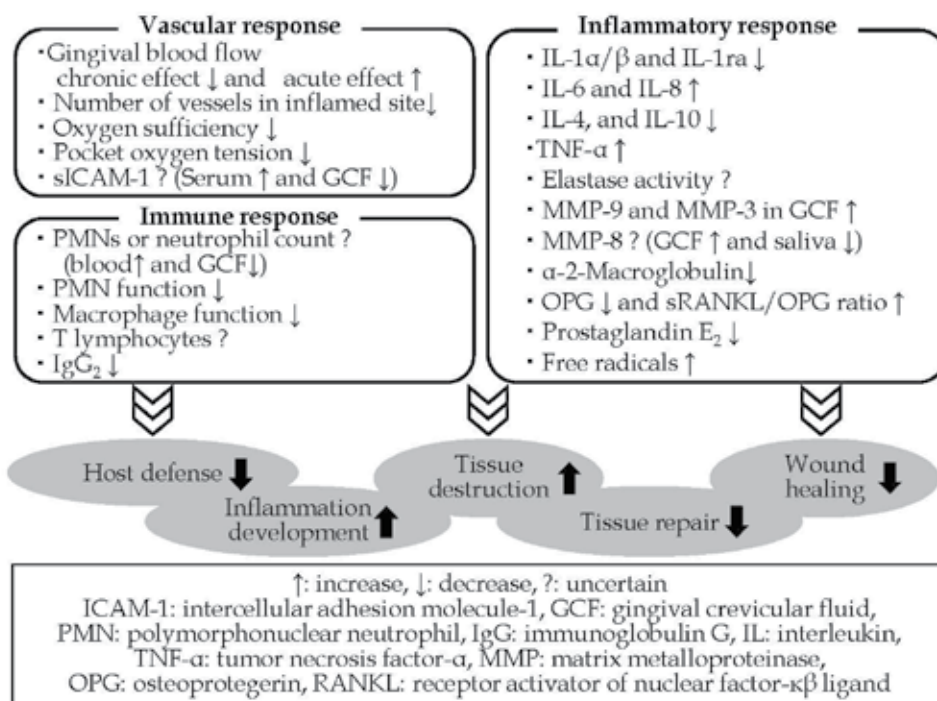 Vascular response
·Gingival blood flow
chronic effect ↓ and acute effect ↑
· Number of vessels in inflamed site↓
· Oxygen sufficiency ↓
· Pocket oxygen tension ↓
· sICAM-1 ? (Serum ↑ and GCF ↓)
Immune response
· PMNs or neutrophil count ?
(blood↑ and GCF↓)
· PMN function ↓
· Macrophage function ↓
· T lymphocytes ?
· IgG₂ ↓
Inflammatory response
· IL-1α/β and IL-1ra ↓
· IL-6 and IL-8 ↑
· IL-4, and IL-10 ↓
·TNF-α ↑
· Elastase activity ?
· MMP-9 and MMP-3 in GCF ↑
· MMP-8 ? (GCF ↑ and saliva ↓)
· α-2-Macroglobulin↓
· OPG ↓ and sRANKL/OPG ratio ↑
· Prostaglandin E₂ ↓
· Free radicals ↑
Host defense ↓
Inflammation
development ↑
Tissue
destruction ↑
Tissue repair ↓
Wound
healing ↓
↑: increase, ↓: decrease, ?: uncertain
ICAM-1: intercellular adhesion molecule-1, GCF: gingival crevicular fluid,
PMN: polymorphonuclear neutrophil, IgG: immunoglobulin G, IL: interleukin,
TNF-α: tumor necrosis factor-α, MMP: matrix metalloproteinase,
OPG: osteoprotegerin, RANKL: receptor activator of nuclear factor-κβ ligand